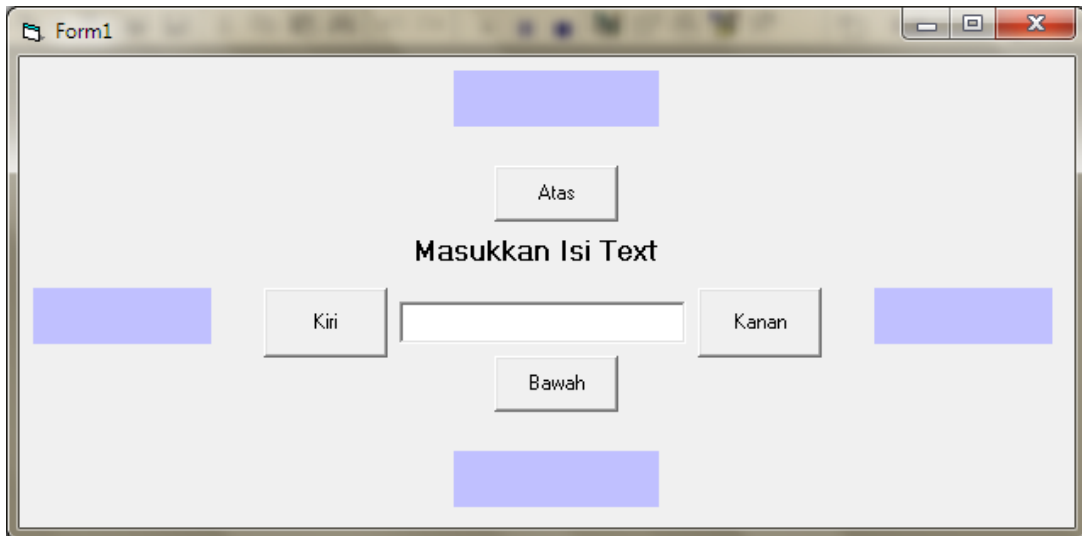 Form1
Atas
Masukkan Isi Text
Kiri
Kanan
Bawah